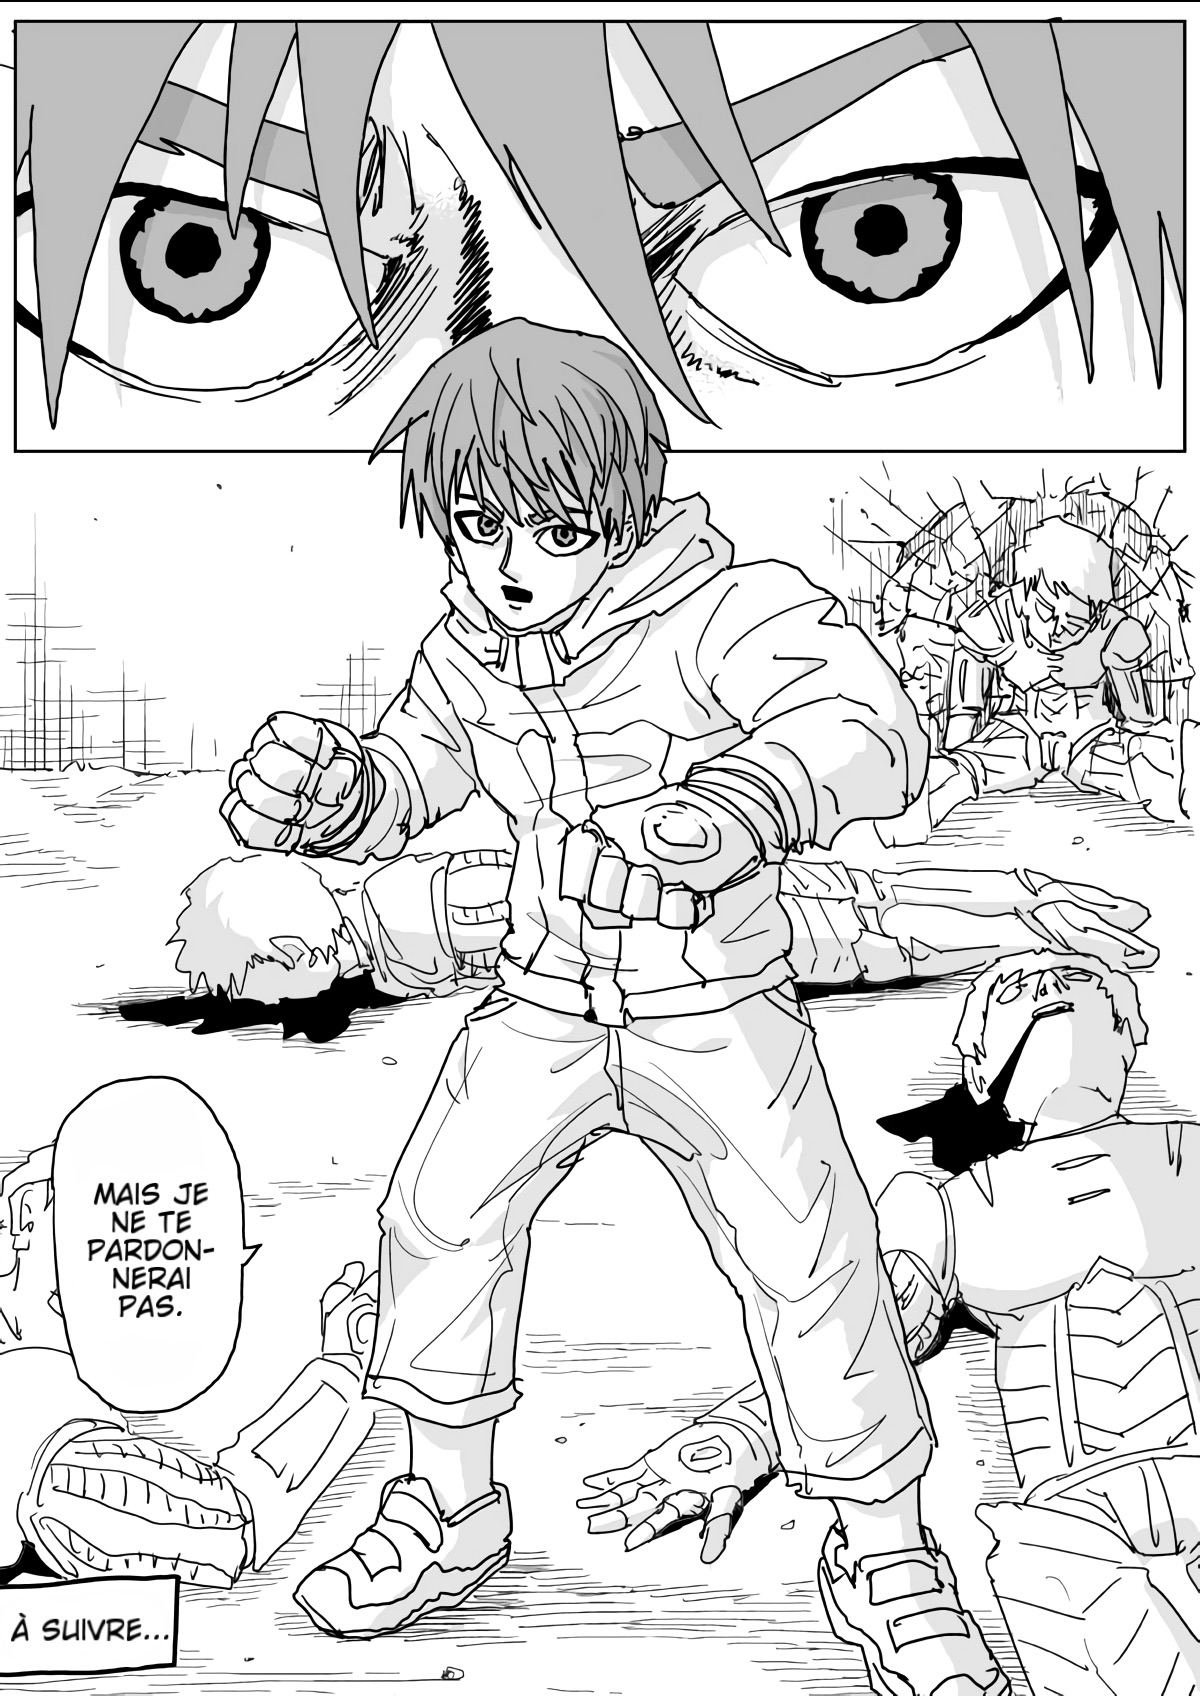 MAIS JE
NE TE
PARDON-
NERAI
PAS.
À SUIVRE...